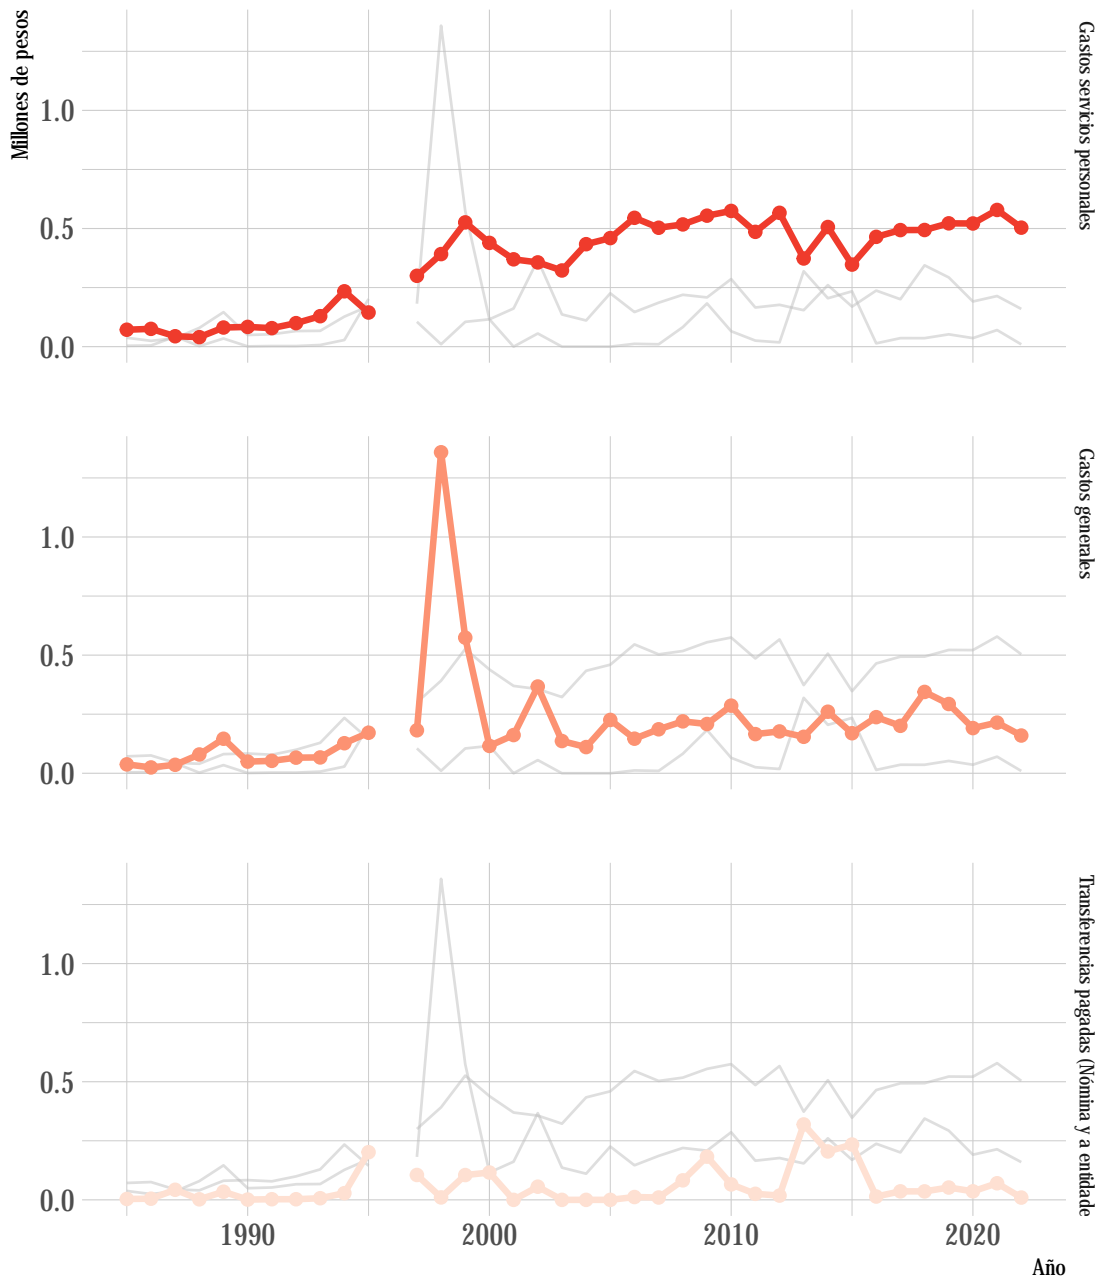 Millones de pesos
1.0
0.5
0.0
Gastos servicios personales
1.0
0.5
0.0
Gastos generales
1.0
0.5
0.0
Transferencias pagadas (Nómina y a entidade
1990
2000
2010
2020
Año